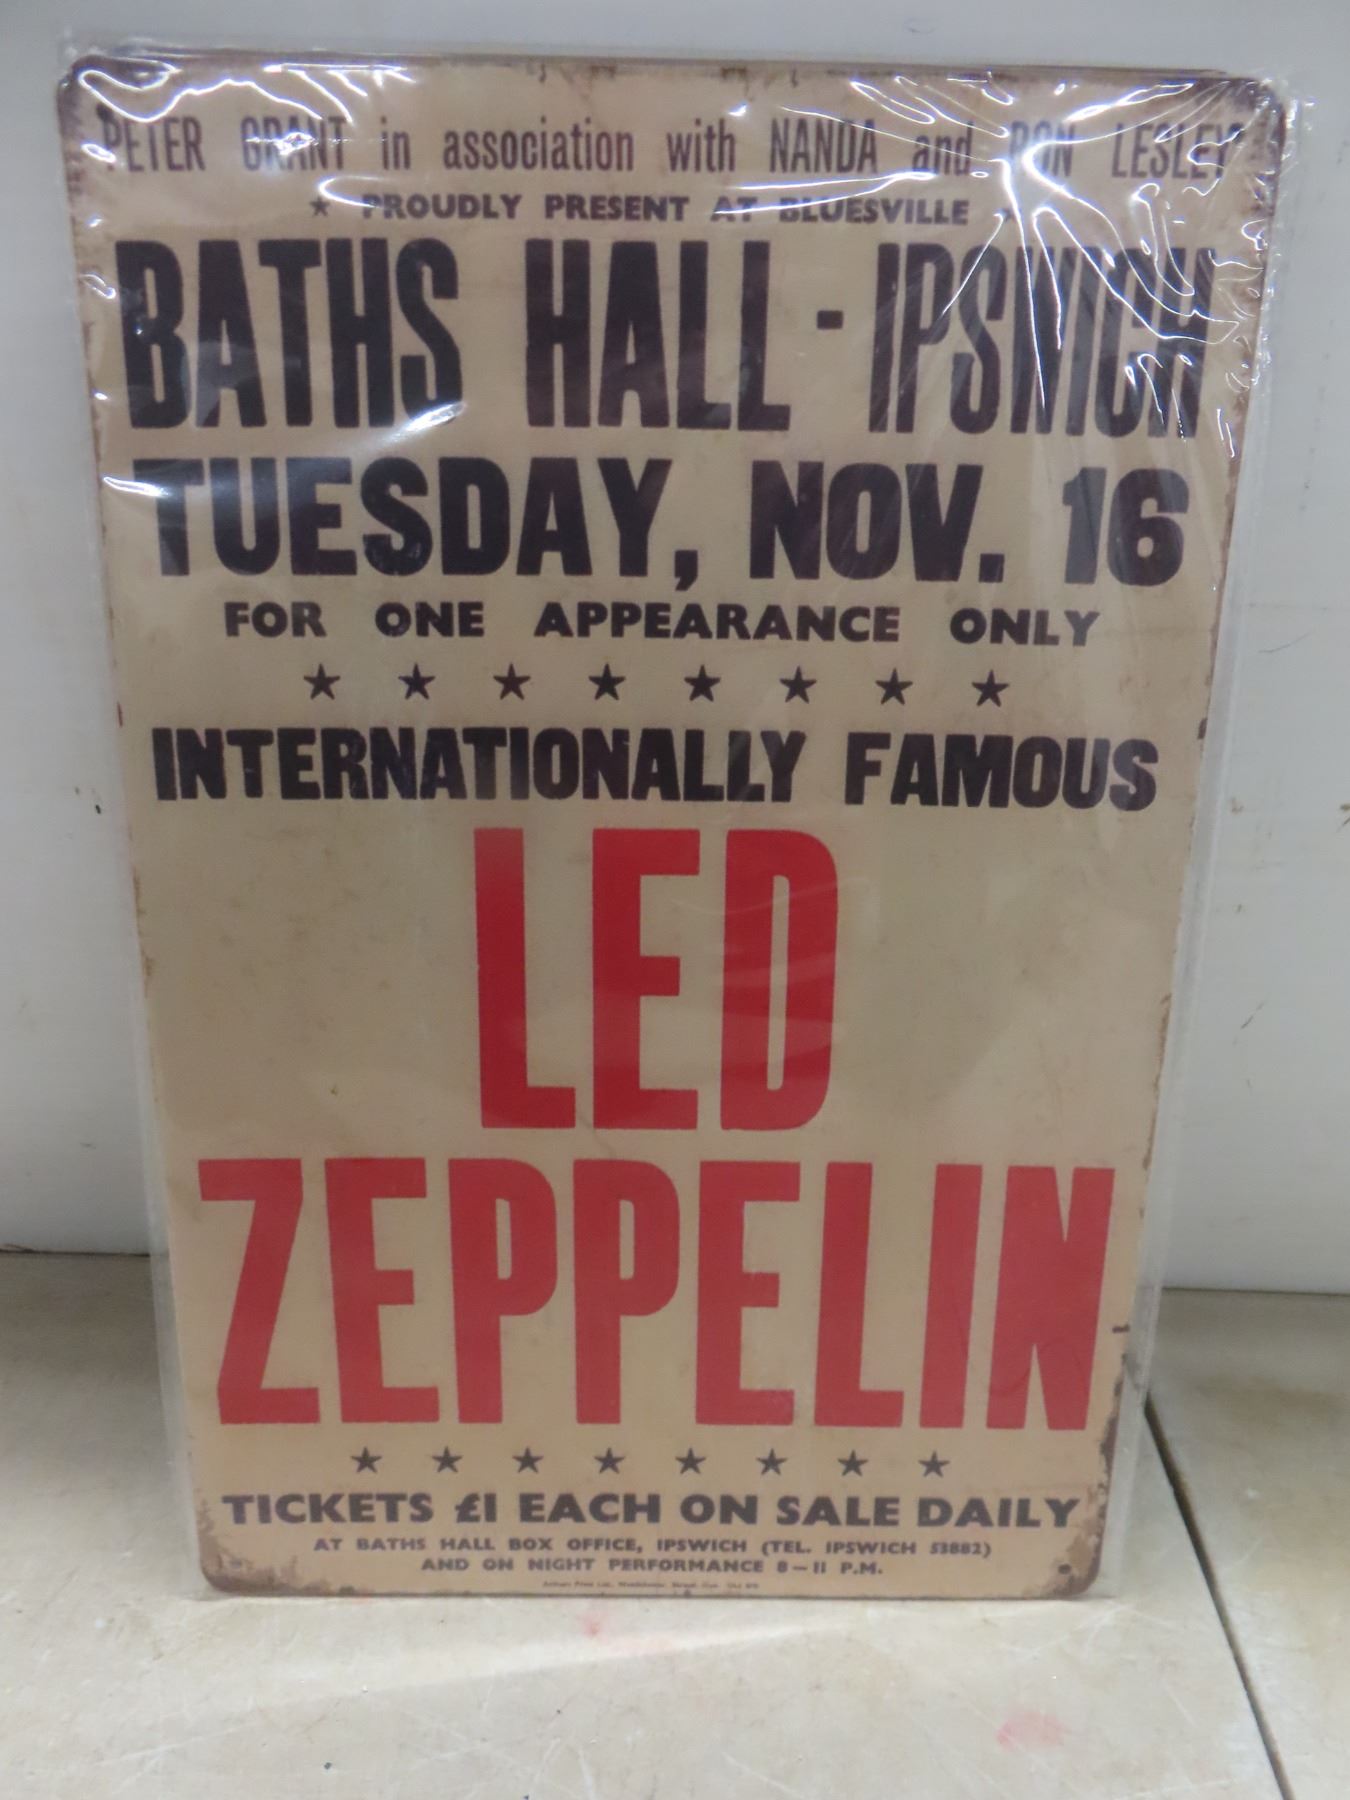 PETER GRANT in association with NANDA and RON LESLEY
★ PROUDLY PRESENT AT BLUESVILLE ★
BATHS HALL - IPSWICH
TUESDAY, NOV. 16
FOR ONE APPEARANCE ONLY
★ ★ ★ ★ ★ ★ ★ ★
INTERNATIONALLY FAMOUS
LED
ZEPPELIN
★ ★ ★ ★ ★ ★ ★ ★
TICKETS £1 EACH ON SALE DAILY
AT BATHS HALL BOX OFFICE, IPSWICH (TEL. IPSWICH 53882)
AND ON NIGHT PERFORMANCE 8-11 P.M.